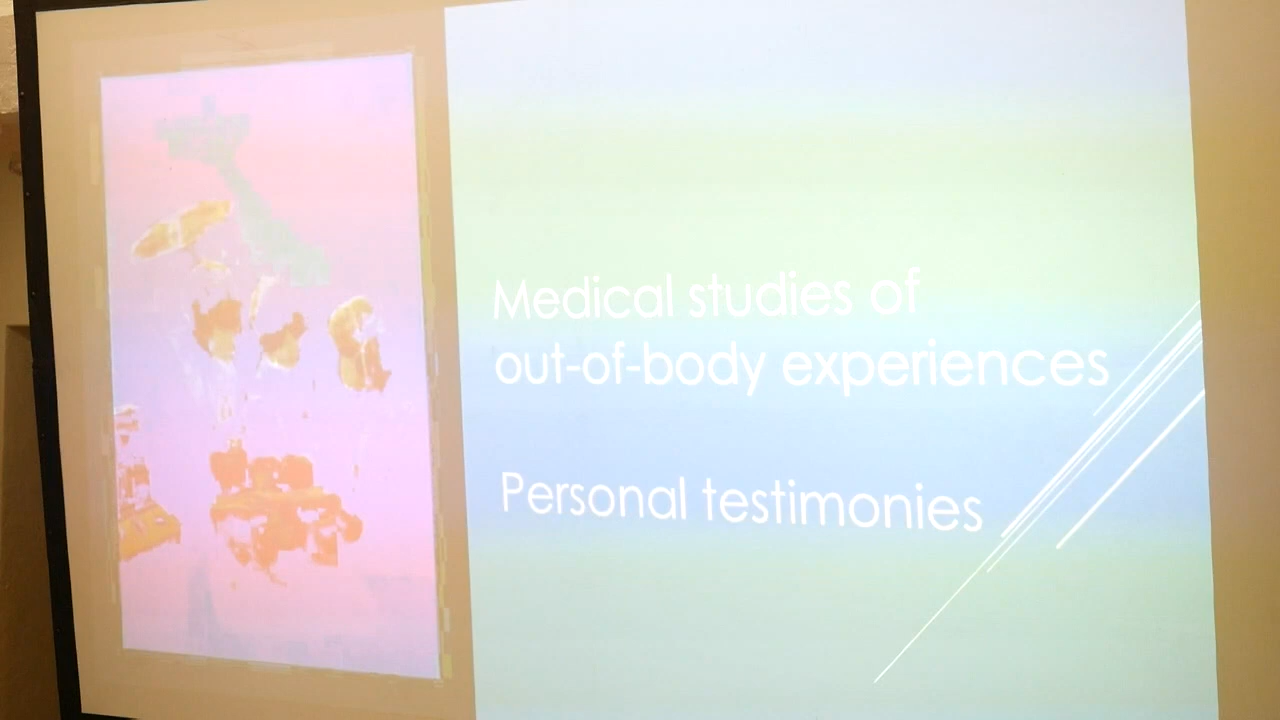 Medical studies of
out-of-body experiences
Personal testimonies